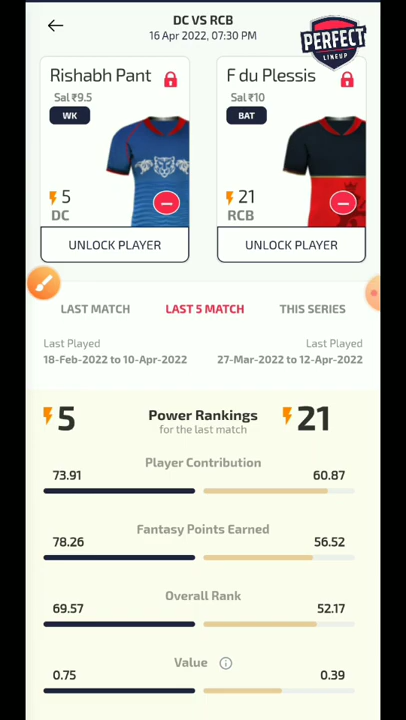 DC VS RCB
16 Apr 2022, 07:30 PM
PERFECT
LINEUP
Rishabh Pant
Sal ₹9.5
WK
5
DC
UNLOCK PLAYER
F du Plessis
Sal ₹10
BAT
21
RCB
UNLOCK PLAYER
LAST MATCH LAST 5 MATCH THIS SERIES
Last Played Last Played
18-Feb-2022 to 10-Apr-2022 27-Mar-2022 to 12-Apr-2022
5 Power Rankings 21
for the last match
Player Contribution
73.91 60.87
Fantasy Points Earned
78.26 56.52
Overall Rank
69.57 52.17
Value
0.75 0.39